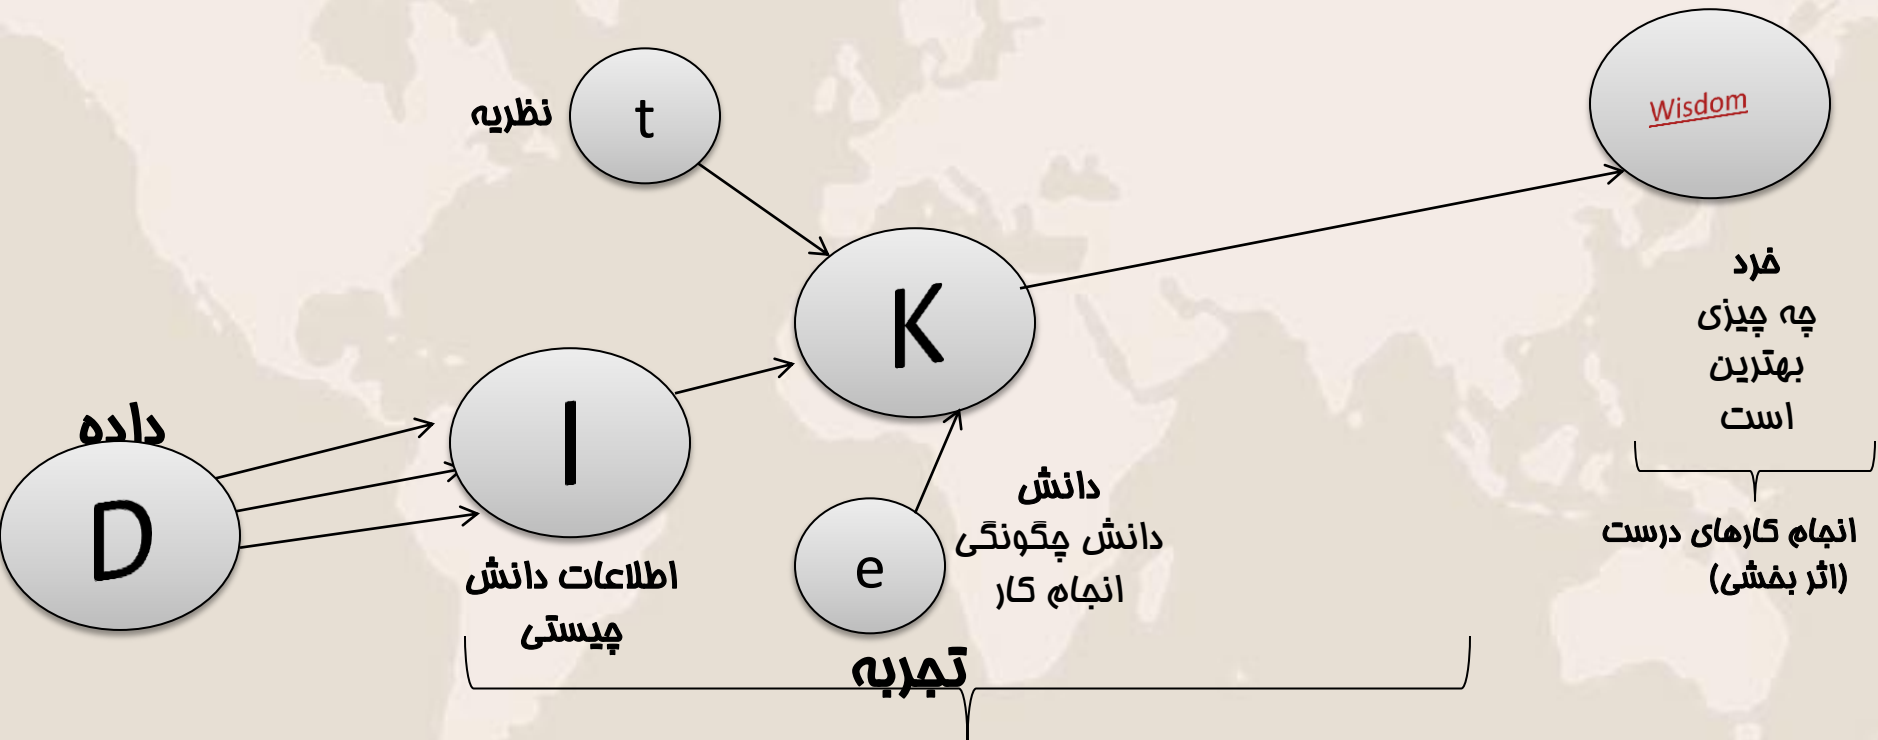 t
نظریه
Wisdom
K
خرد
چه چیزی
بهترین
است
داده
D
I
اطلاعات دانش
چیستی
e
تجربه
دانش
دانش چگونگی
انجام کار
انجام کارهای درست
(اثر بخشی)